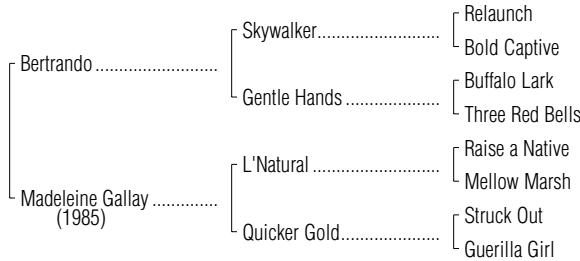 Relaunch
Skywalker....................................
Bold Captive
Bertrando ....................................
Buffalo Lark
Gentle Hands ............................
Three Red Bells
Raise a Native
L'Natural .....................................
Mellow Marsh
Madeleine Gallay ...................
(1985)
Struck Out
Quicker Gold.............................
Guerilla Girl